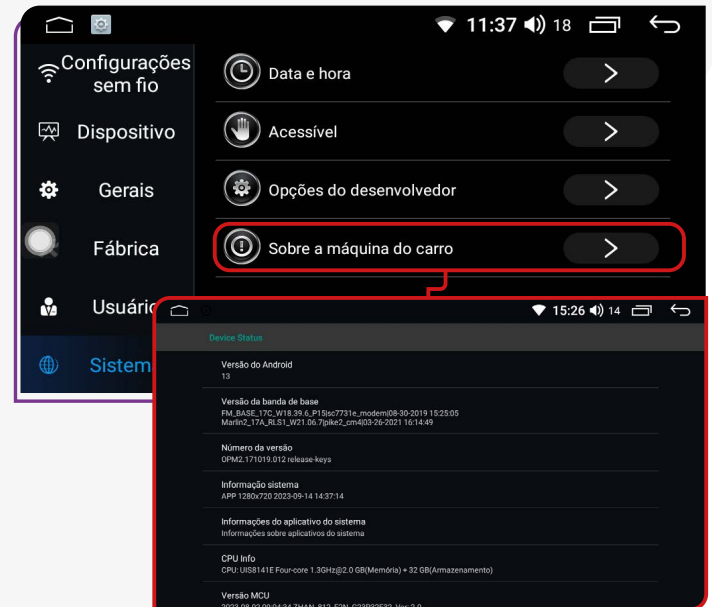 11:37 18
Configurações
sem fio
Data e hora
Dispositivo
Acessível
Gerais
Opções do desenvolvedor
Fábrica
Sobre a máquina do carro
Usuári
Sistem
15:26 14
Device Status
Versão do Android
13
Versão da banda de base
FM_BASE_17C_W18.39.6_P15|sc7731e_modem|08-30-2019 15:25:05
Marlin2_17A_RLS1_W21.06.7|pike2_cm4|03-26-2021 16:14:49
Número da versão
OPM2.171019.012 release-keys
Informação sistema
APP 1280x720 2023-09-14 14:37:14
Informações do aplicativo do sistema
Informações sobre aplicativos do sistema
CPU Info
CPU: UIS8141E Four-core 1.3GHz@2.0 GB(Memória) + 32 GB(Armazenamento)
Versão MCU